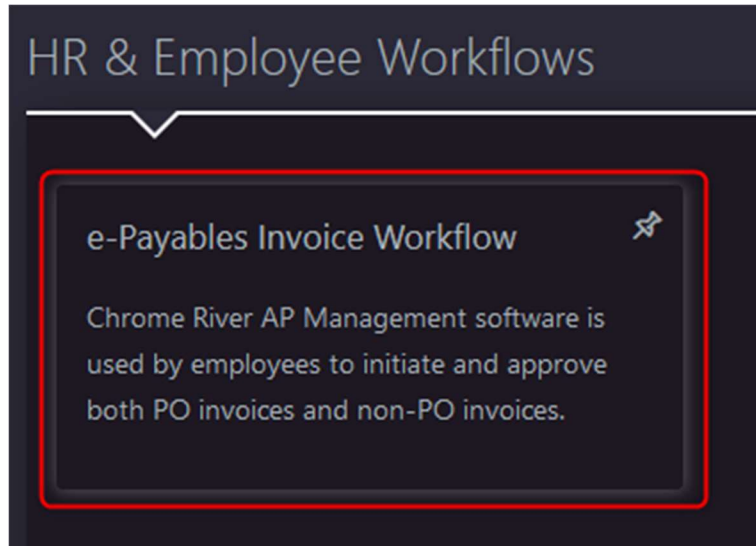 HR & Employee Workflows
e-Payables Invoice Workflow
Chrome River AP Management software is
used by employees to initiate and approve
both PO invoices and non-PO invoices.